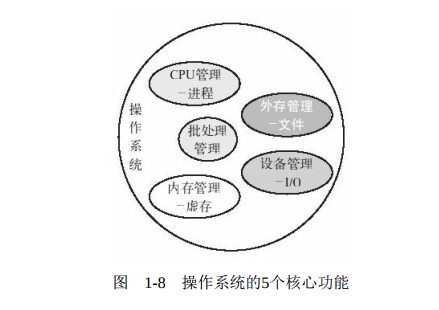 CPU管理
－进程
外存管理
－文件
操作系统
批处理
管理
设备管理
－I/O
内存管理
－虚存
图 1-8 操作系统的5个核心功能